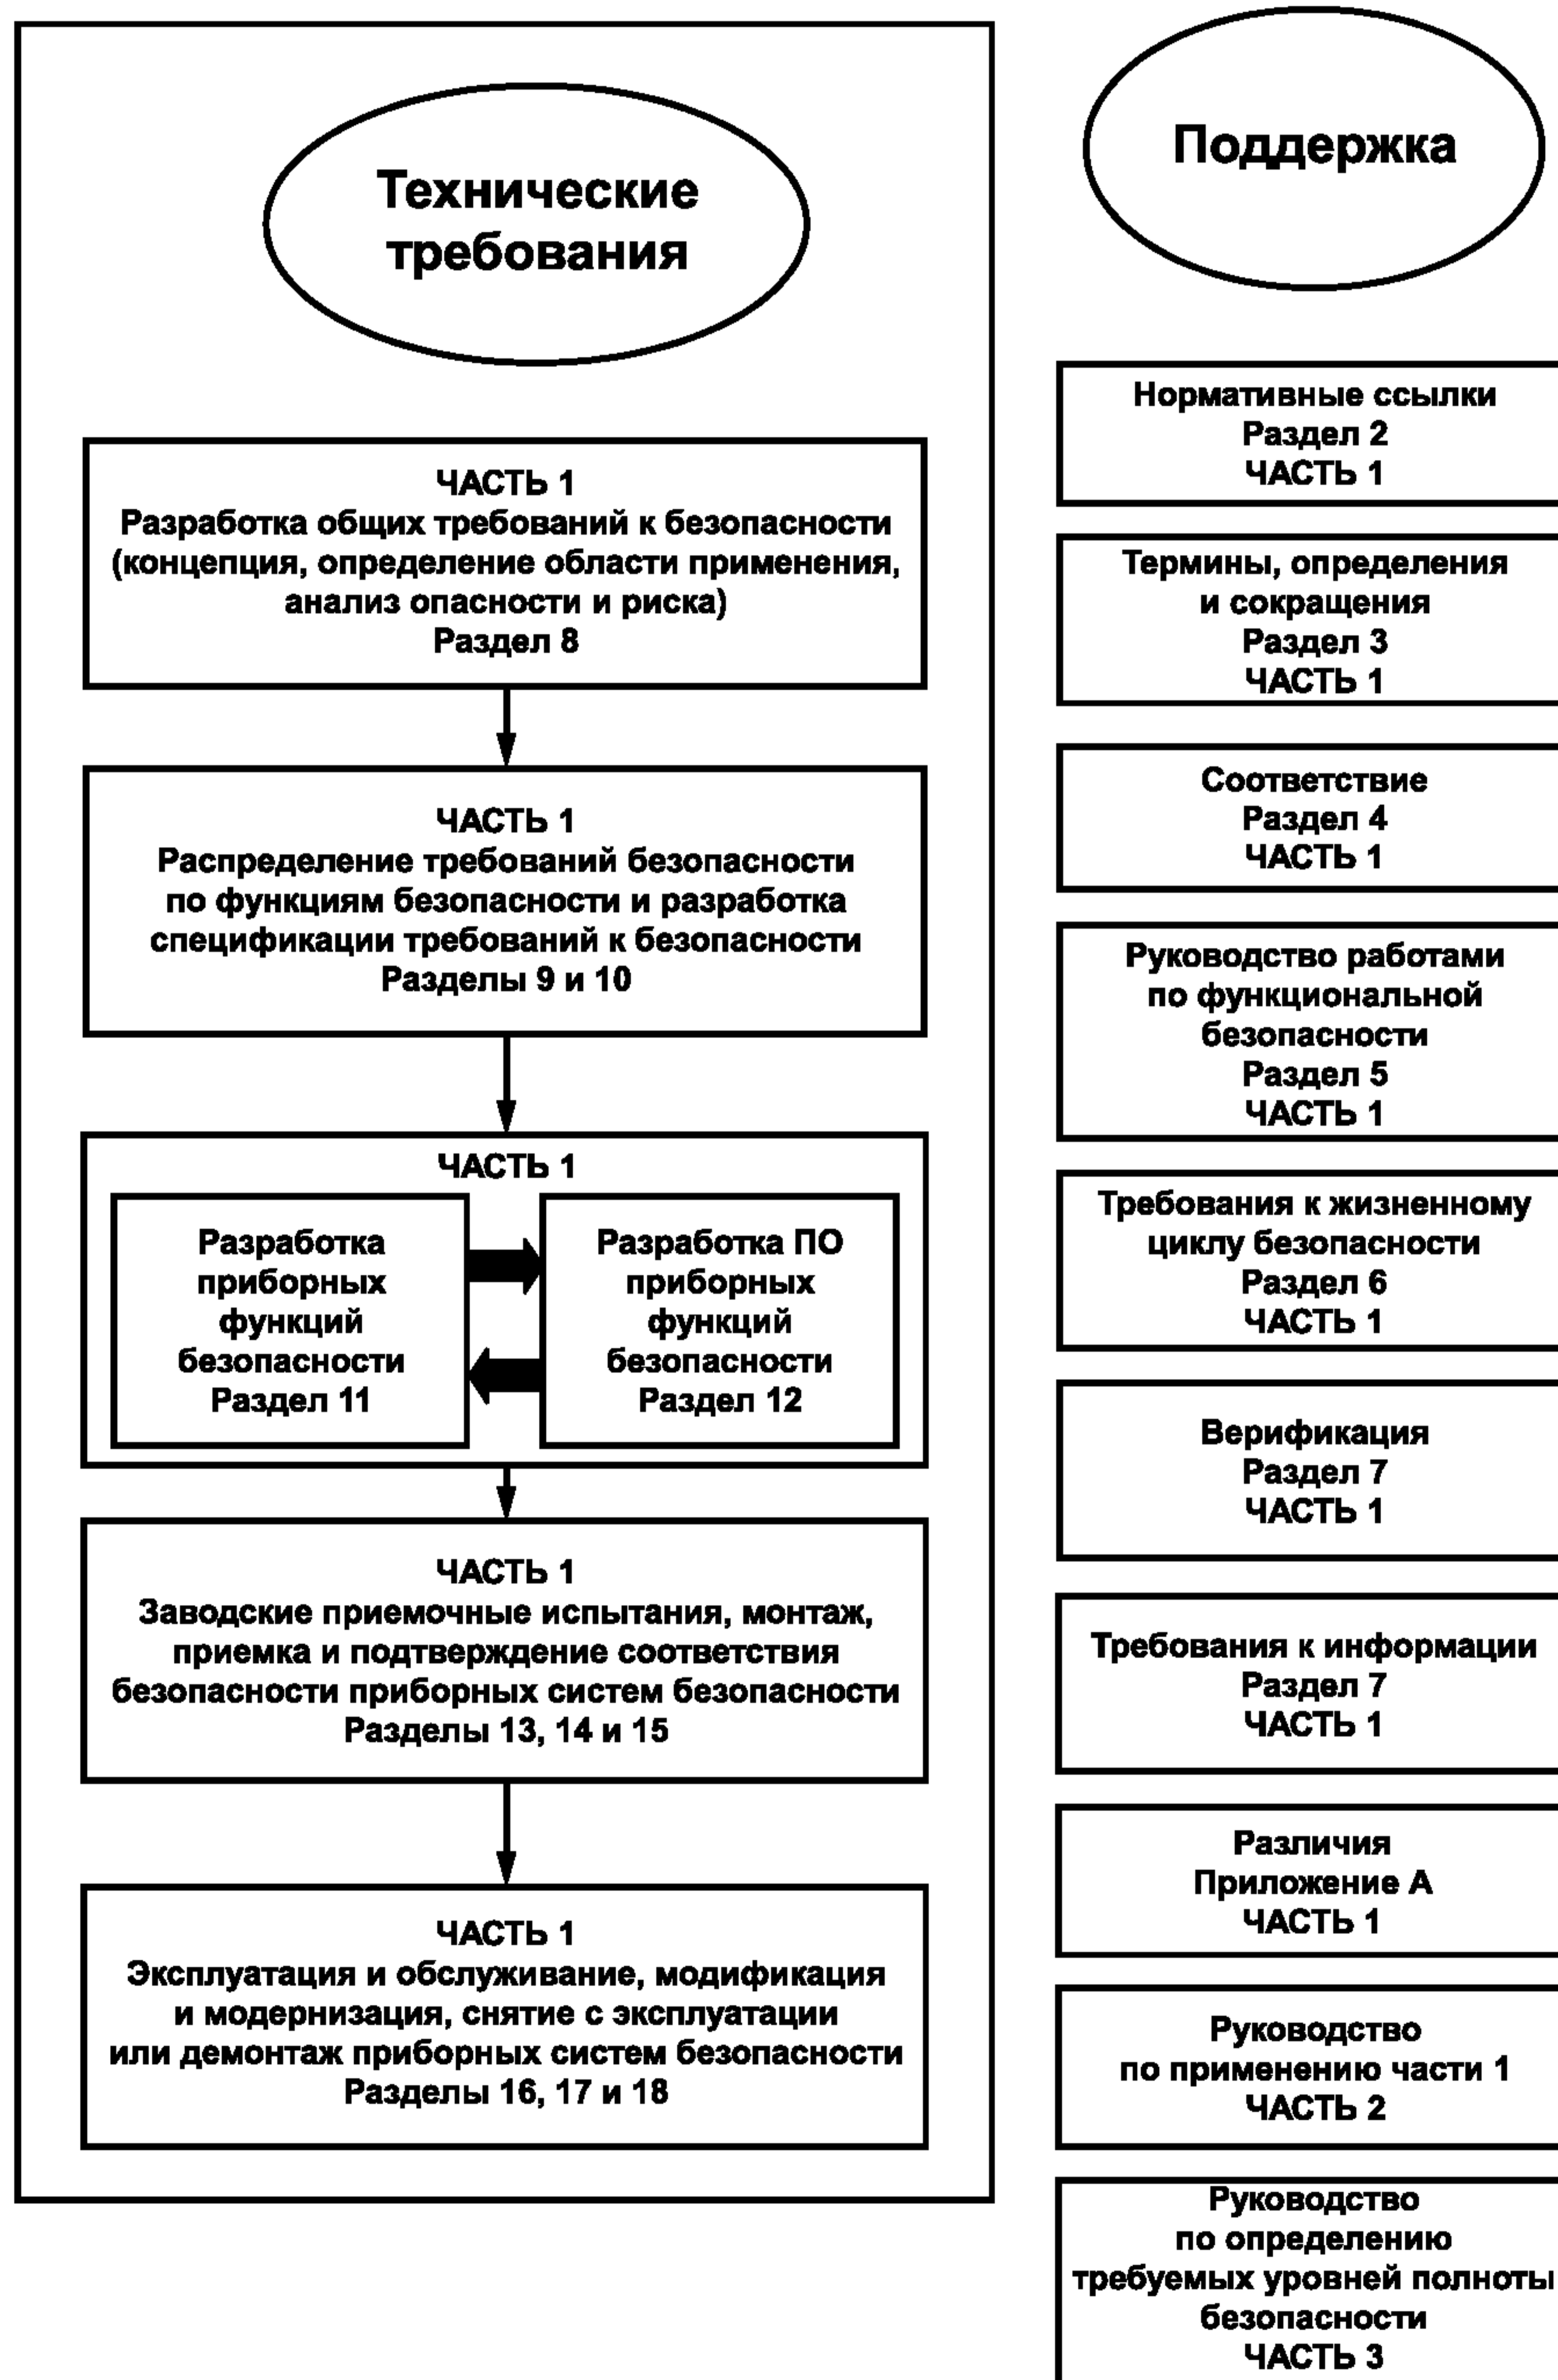 Технические
требования
ЧАСТЬ 1
Разработка общих требований к безопасности
(концепция, определение области применения,
анализ опасности и риска)
Раздел 8
ЧАСТЬ 1
Распределение требований безопасности
по функциям безопасности и разработка
спецификации требований к безопасности
Разделы 9 и 10
ЧАСТЬ 1
Разработка
приборных
функций
безопасности
Раздел 11
Разработка ПО
приборных
функций
безопасности
Раздел 12
ЧАСТЬ 1
Заводские приемочные испытания, монтаж,
приемка и подтверждение соответствия
безопасности приборных систем безопасности
Разделы 13, 14 и 15
ЧАСТЬ 1
Эксплуатация и обслуживание, модификация
и модернизация, снятие с эксплуатации
или демонтаж приборных систем безопасности
Разделы 16, 17 и 18
Поддержка
Нормативные ссылки
Раздел 2
ЧАСТЬ 1
Термины, определения
и сокращения
Раздел 3
ЧАСТЬ 1
Соответствие
Раздел 4
ЧАСТЬ 1
Руководство работами
по функциональной
безопасности
Раздел 5
ЧАСТЬ 1
Требования к жизненному
циклу безопасности
Раздел 6
ЧАСТЬ 1
Верификация
Раздел 7
ЧАСТЬ 1
Требования к информации
Раздел 7
ЧАСТЬ 1
Различия
Приложение А
ЧАСТЬ 1
Руководство
по применению части 1
ЧАСТЬ 2
Руководство
по определению
требуемых уровней полноты
безопасности
ЧАСТЬ 3